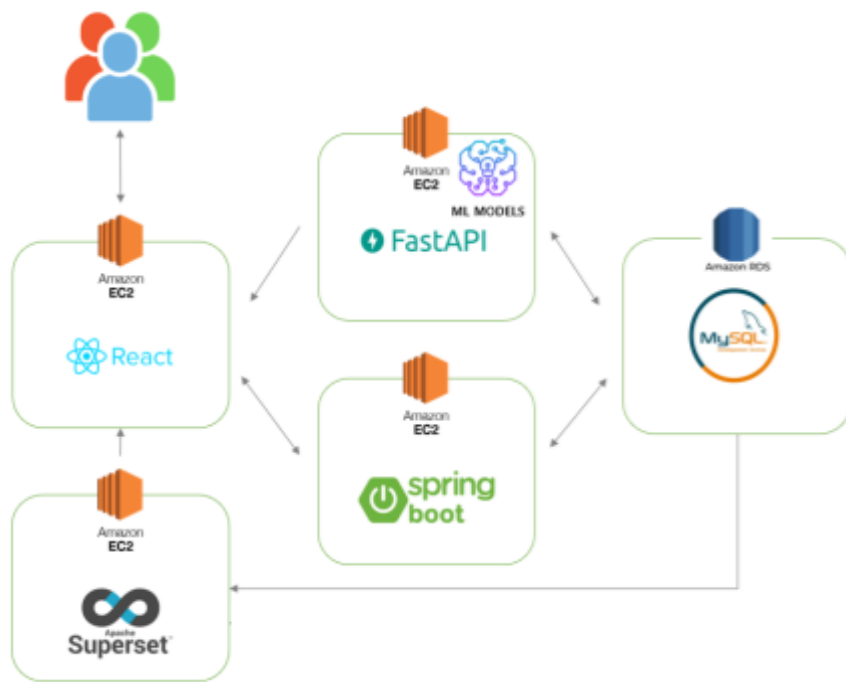 Amazon
EC2
ML MODELS
FastAPI
Amazon
EC2
React
Amazon RDS
MySQL
Amazon
EC2
spring
boot
Amazon
EC2
Apache
Superset